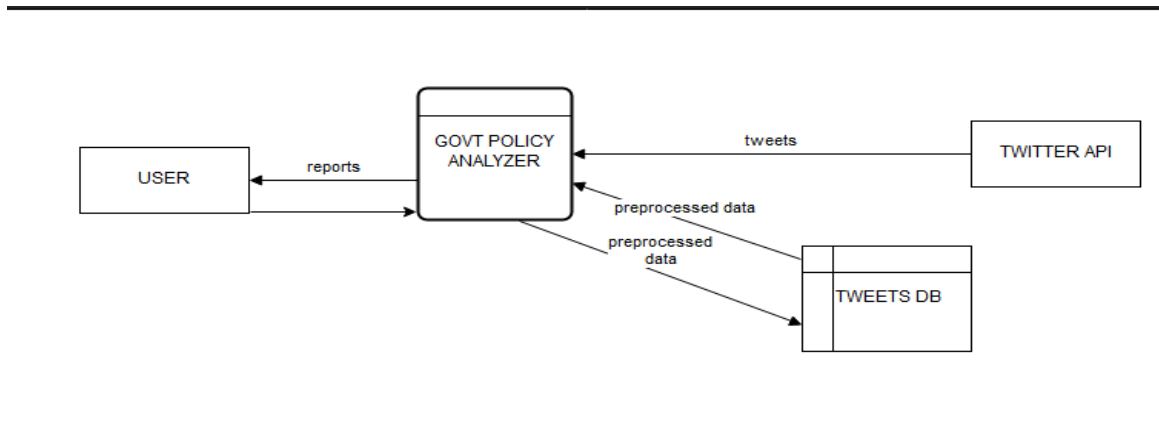 GOVT POLICY
ANALYZER
tweets
TWITTER API
reports
USER
preprocessed data
preprocessed
data
TWEETS DB